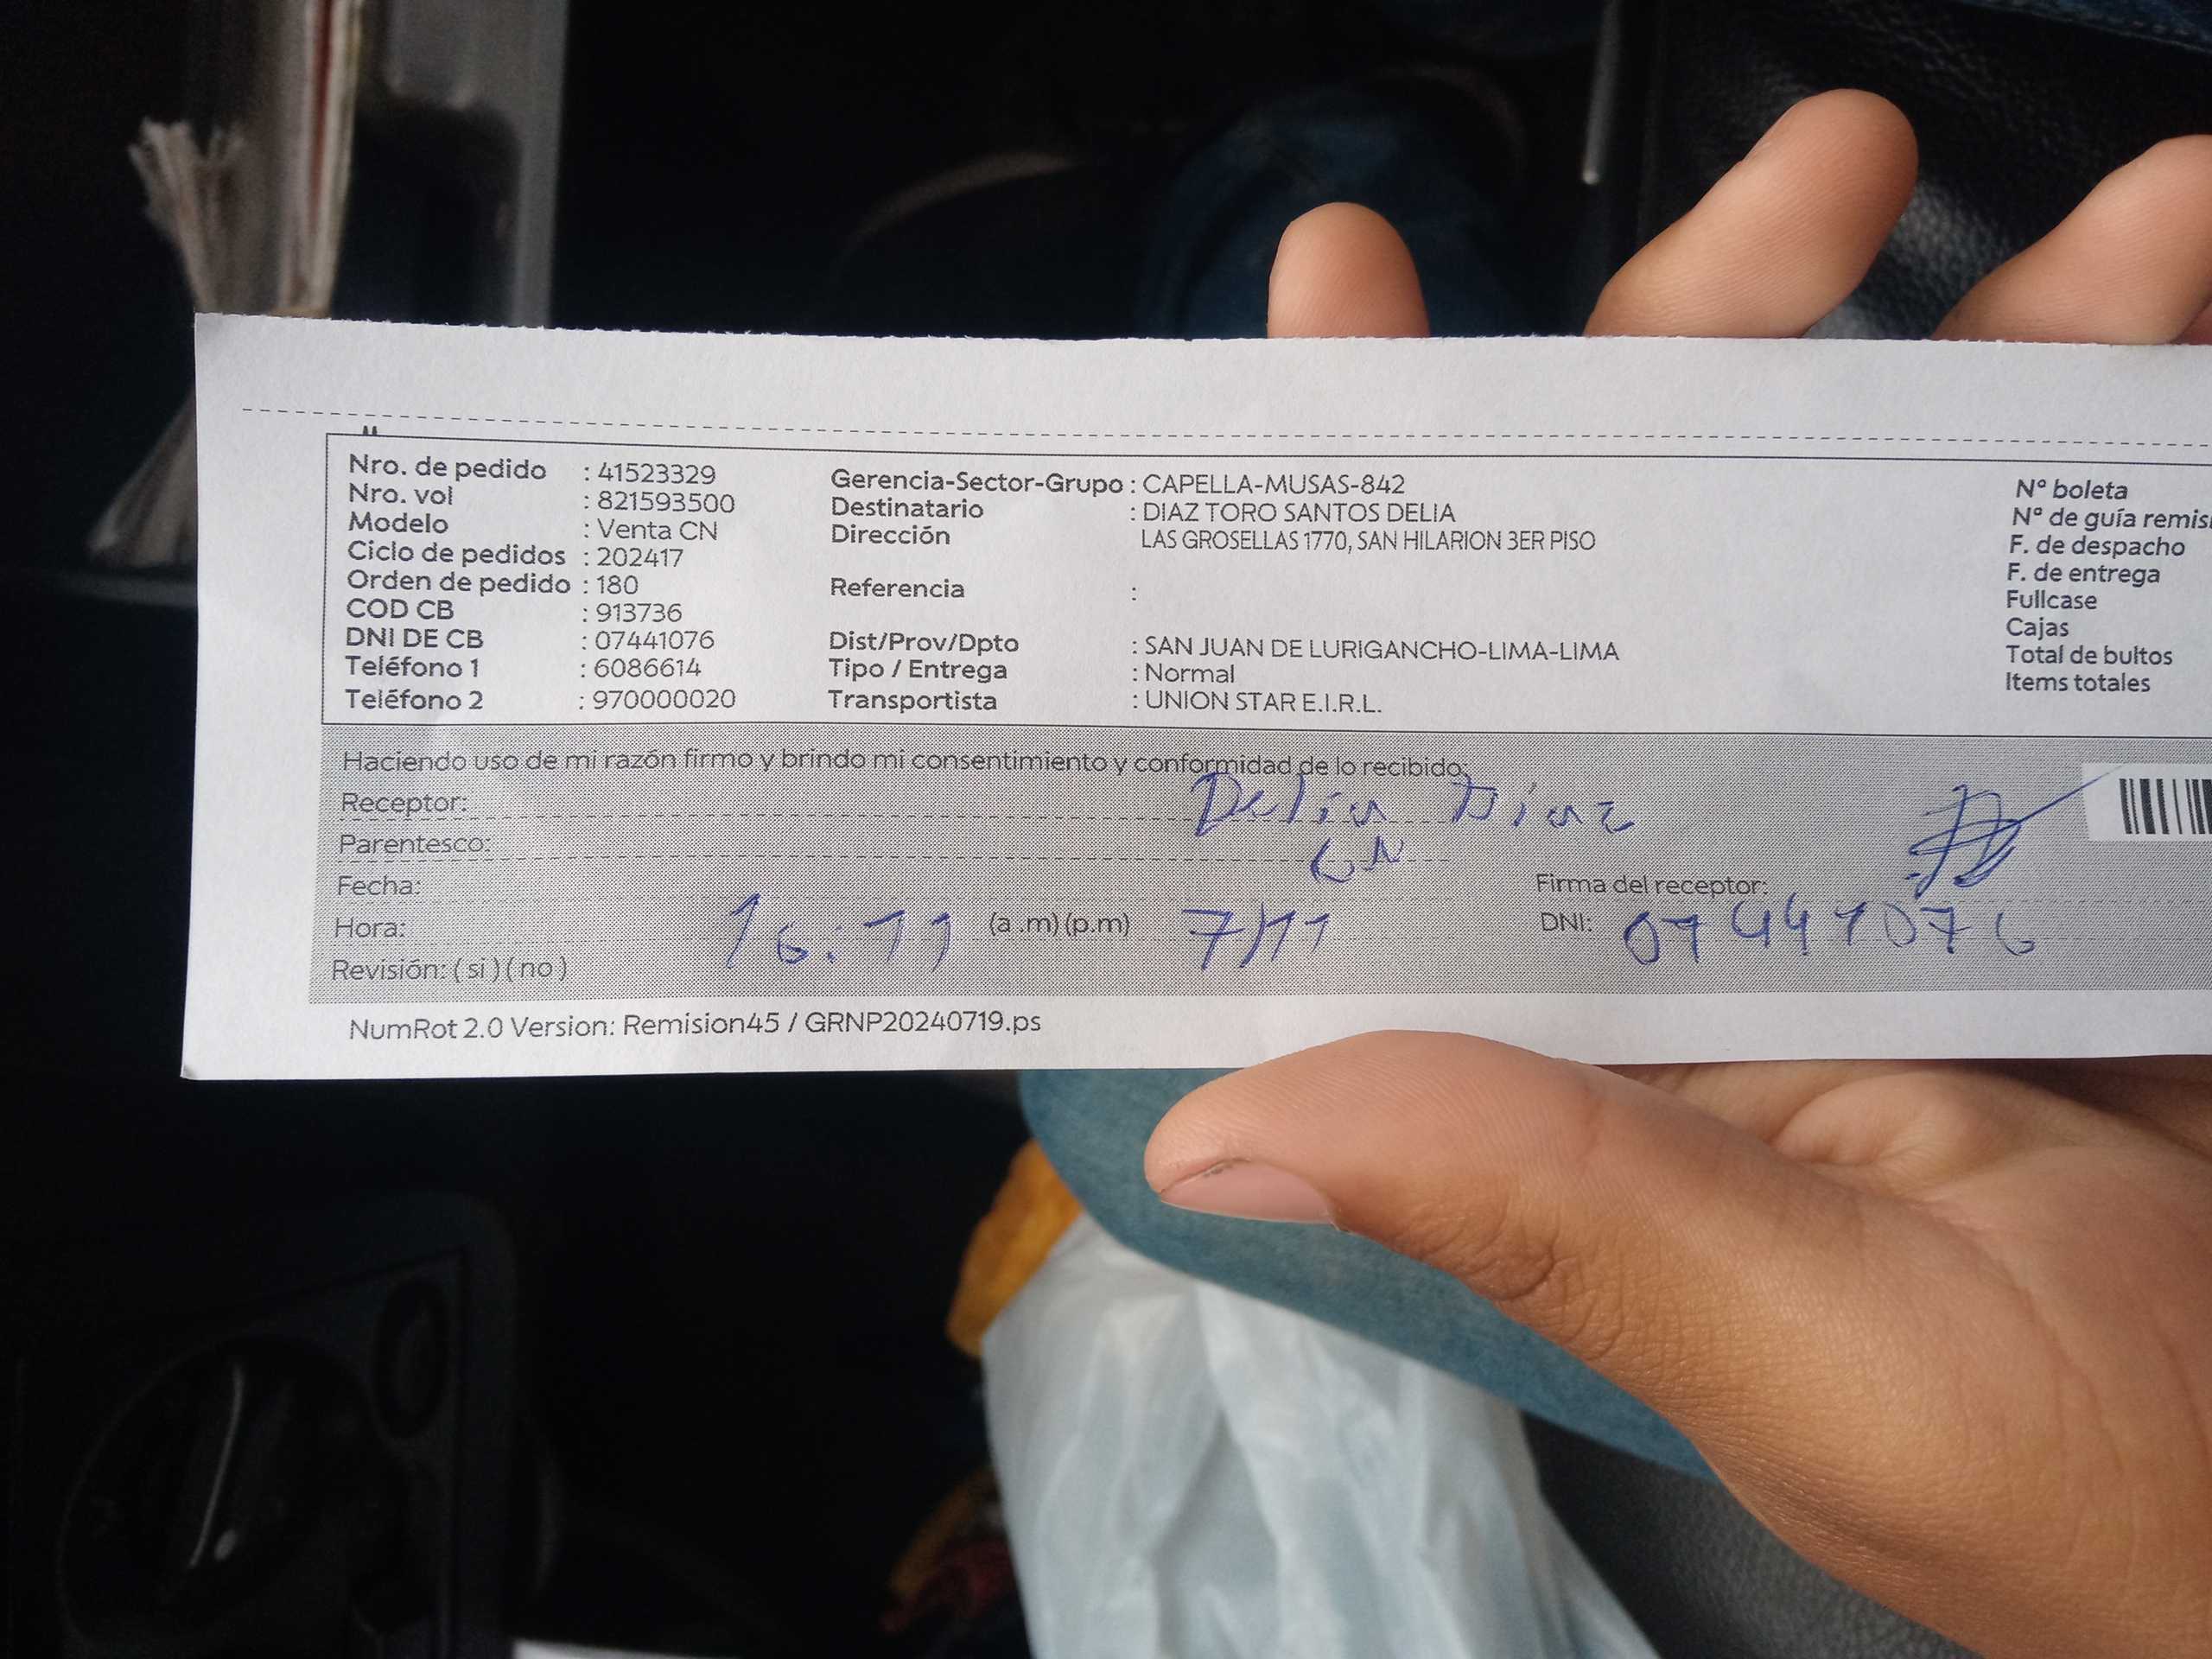 Nro. de pedido : 41523329
Nro. vol : 821593500
Modelo : Venta CN
Ciclo de pedidos : 202417
Orden de pedido : 180
COD CB : 913736
DNI DE CB : 07441076
Teléfono 1 : 6086614
Teléfono 2 : 970000020
Gerencia-Sector-Grupo : CAPELLA-MUSAS-842
Destinatario : DIAZ TORO SANTOS DELIA
Dirección LAS GROSELLAS 1770, SAN HILARION 3ER PISO
Referencia :
Dist/Prov/Dpto : SAN JUAN DE LURIGANCHO-LIMA-LIMA
Tipo / Entrega : Normal
Transportista : UNION STAR E.I.R.L.
Nº boleta
Nº de guía remis
F. de despacho
F. de entrega
Fullcase
Cajas
Total de bultos
Items totales
Haciendo uso de mi razón firmo y brindo mi consentimiento y conformidad de lo recibido:
Receptor: Delia Diaz
Parentesco: CN
Fecha:
Firma del receptor:
Hora: 16:11 (a .m) (p.m) 7/11 DNI: 07441076
Revisión: ( si ) ( no )
NumRot 2.0 Version: Remision45 / GRNP20240719.ps